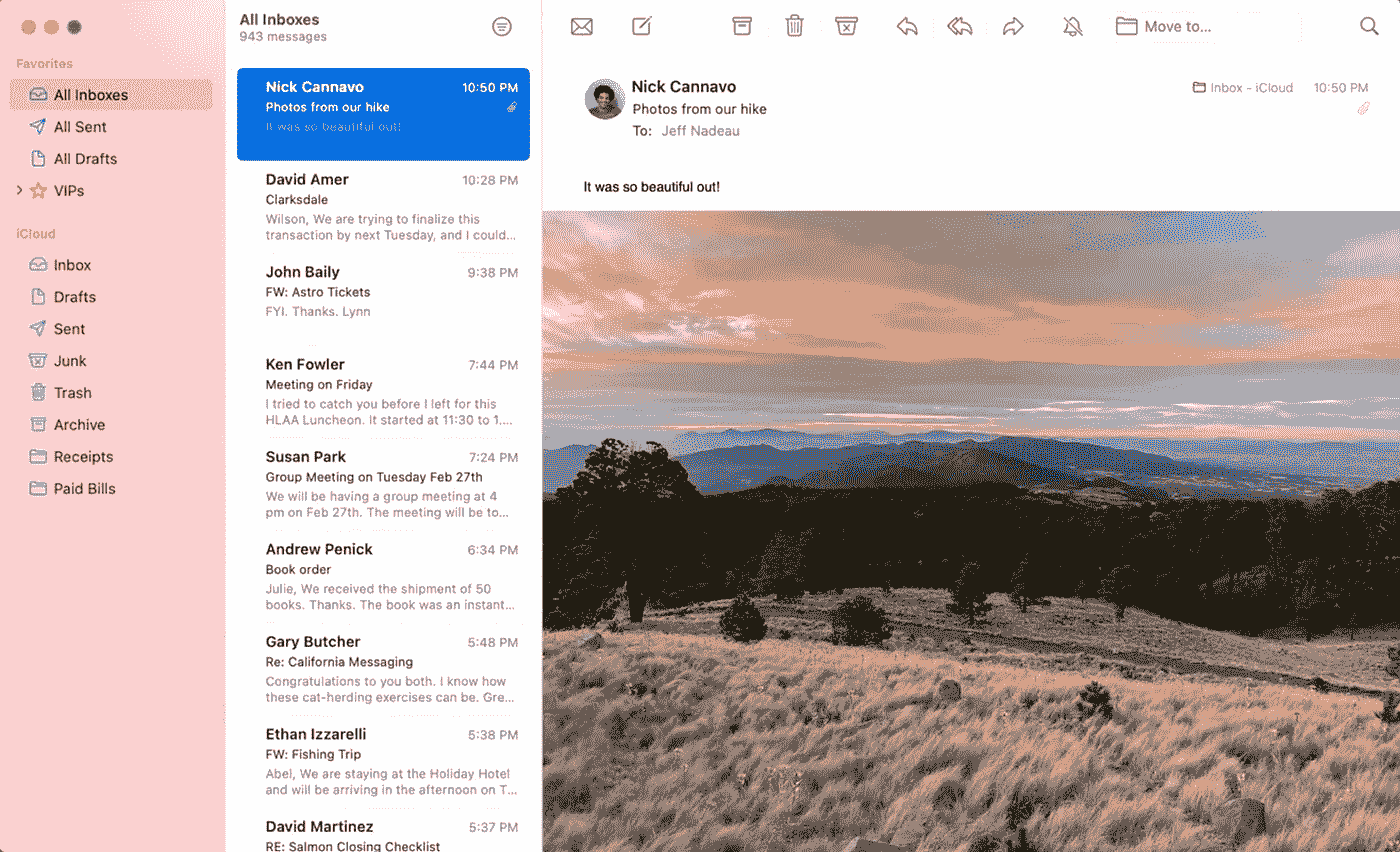 Favorites
All Inboxes
All Sent
All Drafts
VIPs
iCloud
Inbox
Drafts
Sent
Junk
Trash
Archive
Receipts
Paid Bills
All Inboxes
943 messages
Nick Cannavo 10:50 PM
Photos from our hike
It was so beautiful out!
David Amer 10:28 PM
Clarksdale
Wilson, We are trying to finalize this
transaction by next Tuesday, and I could...
John Baily 9:38 PM
FW: Astro Tickets
FYI. Thanks. Lynn
Ken Fowler 7:44 PM
Meeting on Friday
I tried to catch you before I left for this
HLAA Luncheon. It started at 11:30 to 1....
Susan Park 7:24 PM
Group Meeting on Tuesday Feb 27th
We will be having a group meeting at 4
pm on Feb 27th. The meeting will be to...
Andrew Penick 6:34 PM
Book order
Julie, We received the shipment of 50
books. Thanks. The book was an instant...
Gary Butcher 5:48 PM
Re: California Messaging
Congratulations to you both. I know how
these cat-herding exercises can be. Gre...
Ethan Izzarelli 5:38 PM
FW: Fishing Trip
Abel, We are staying at the Holiday Hotel
and will be arriving in the afternoon on T...
David Martinez 5:37 PM
RE: Salmon Closing Checklist
Move to...
Nick Cannavo Inbox - iCloud 10:50 PM
Photos from our hike
To: Jeff Nadeau
It was so beautiful out!